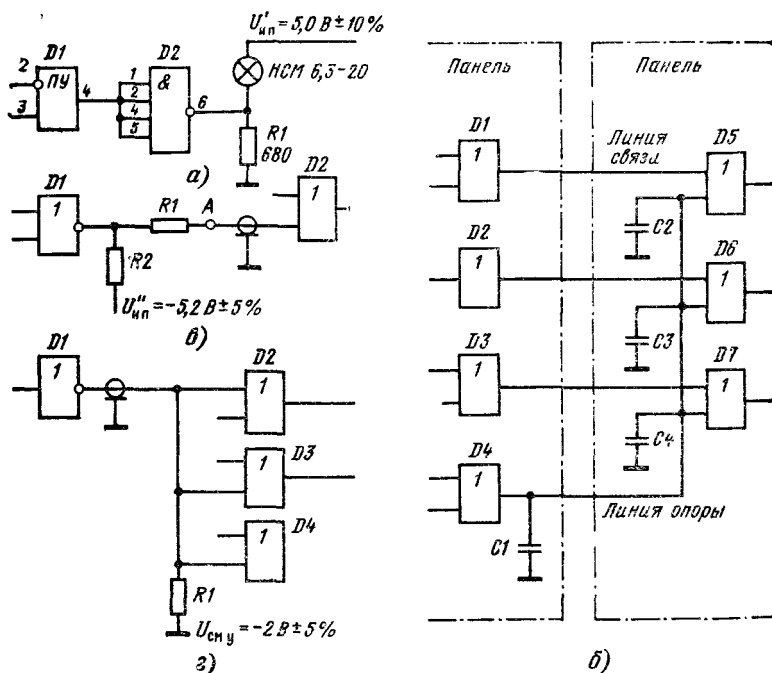 U'ип = 5,0 В ± 10%
D1
D2
2
ПУ
4
1
&
2
НСМ 6,3-20
3
4
6
5
R1
680
а)
D1
D2
1
R1
A
1
R2
U''ип = -5,2 В ± 5%
в)
D1
D2
1
1
D3
1
D4
1
R1
Uсм у = -2 В ± 5%
г)
Панель
Панель
D1
Линия
связи
D5
1
1
C2
D2
D6
1
1
C3
D3
D7
1
1
C4
D4
1
Линия опоры
C1
б)